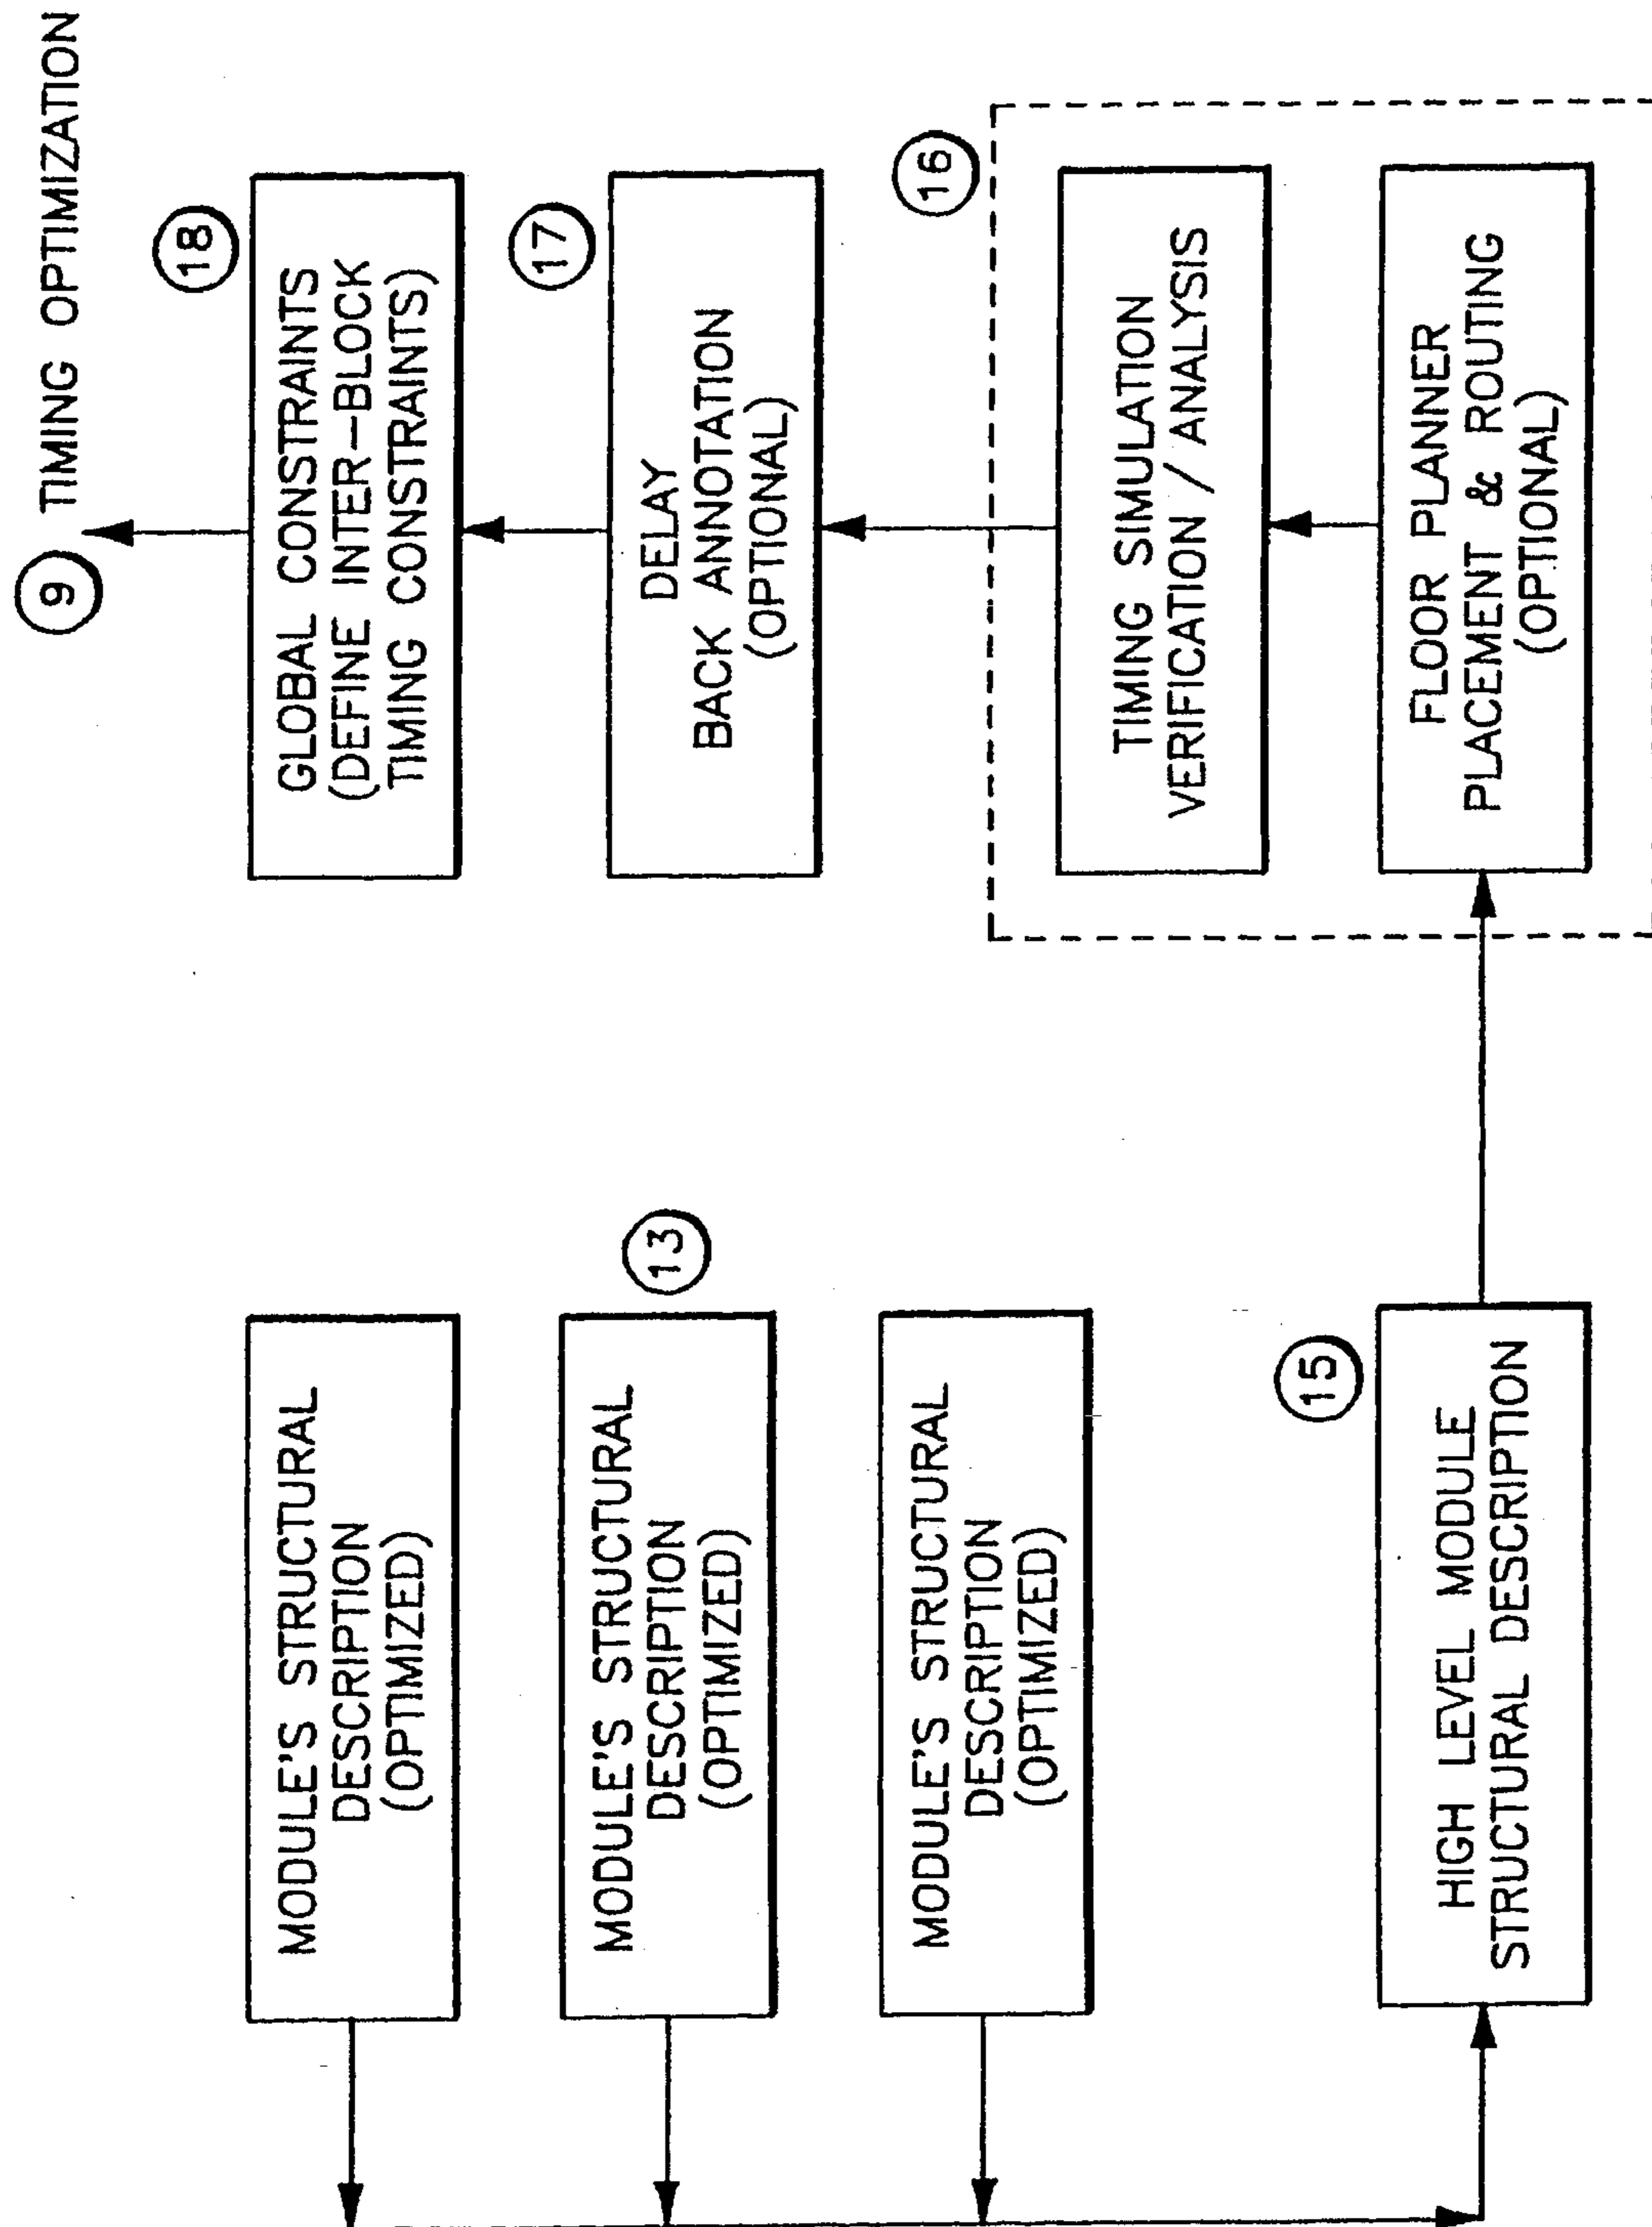 9 TIMING OPTIMIZATION
18
GLOBAL CONSTRAINTS
(DEFINE INTER-BLOCK
TIMING CONSTRAINTS)
17
DELAY
BACK ANNOTATION
(OPTIONAL)
16
TIMING SIMULATION
VERIFICATION / ANALYSIS
FLOOR PLANNER
PLACEMENT & ROUTING
(OPTIONAL)
MODULE'S STRUCTURAL
DESCRIPTION
(OPTIMIZED)
13
MODULE'S STRUCTURAL
DESCRIPTION
(OPTIMIZED)
MODULE'S STRUCTURAL
DESCRIPTION
(OPTIMIZED)
15
HIGH LEVEL MODULE
STRUCTURAL DESCRIPTION